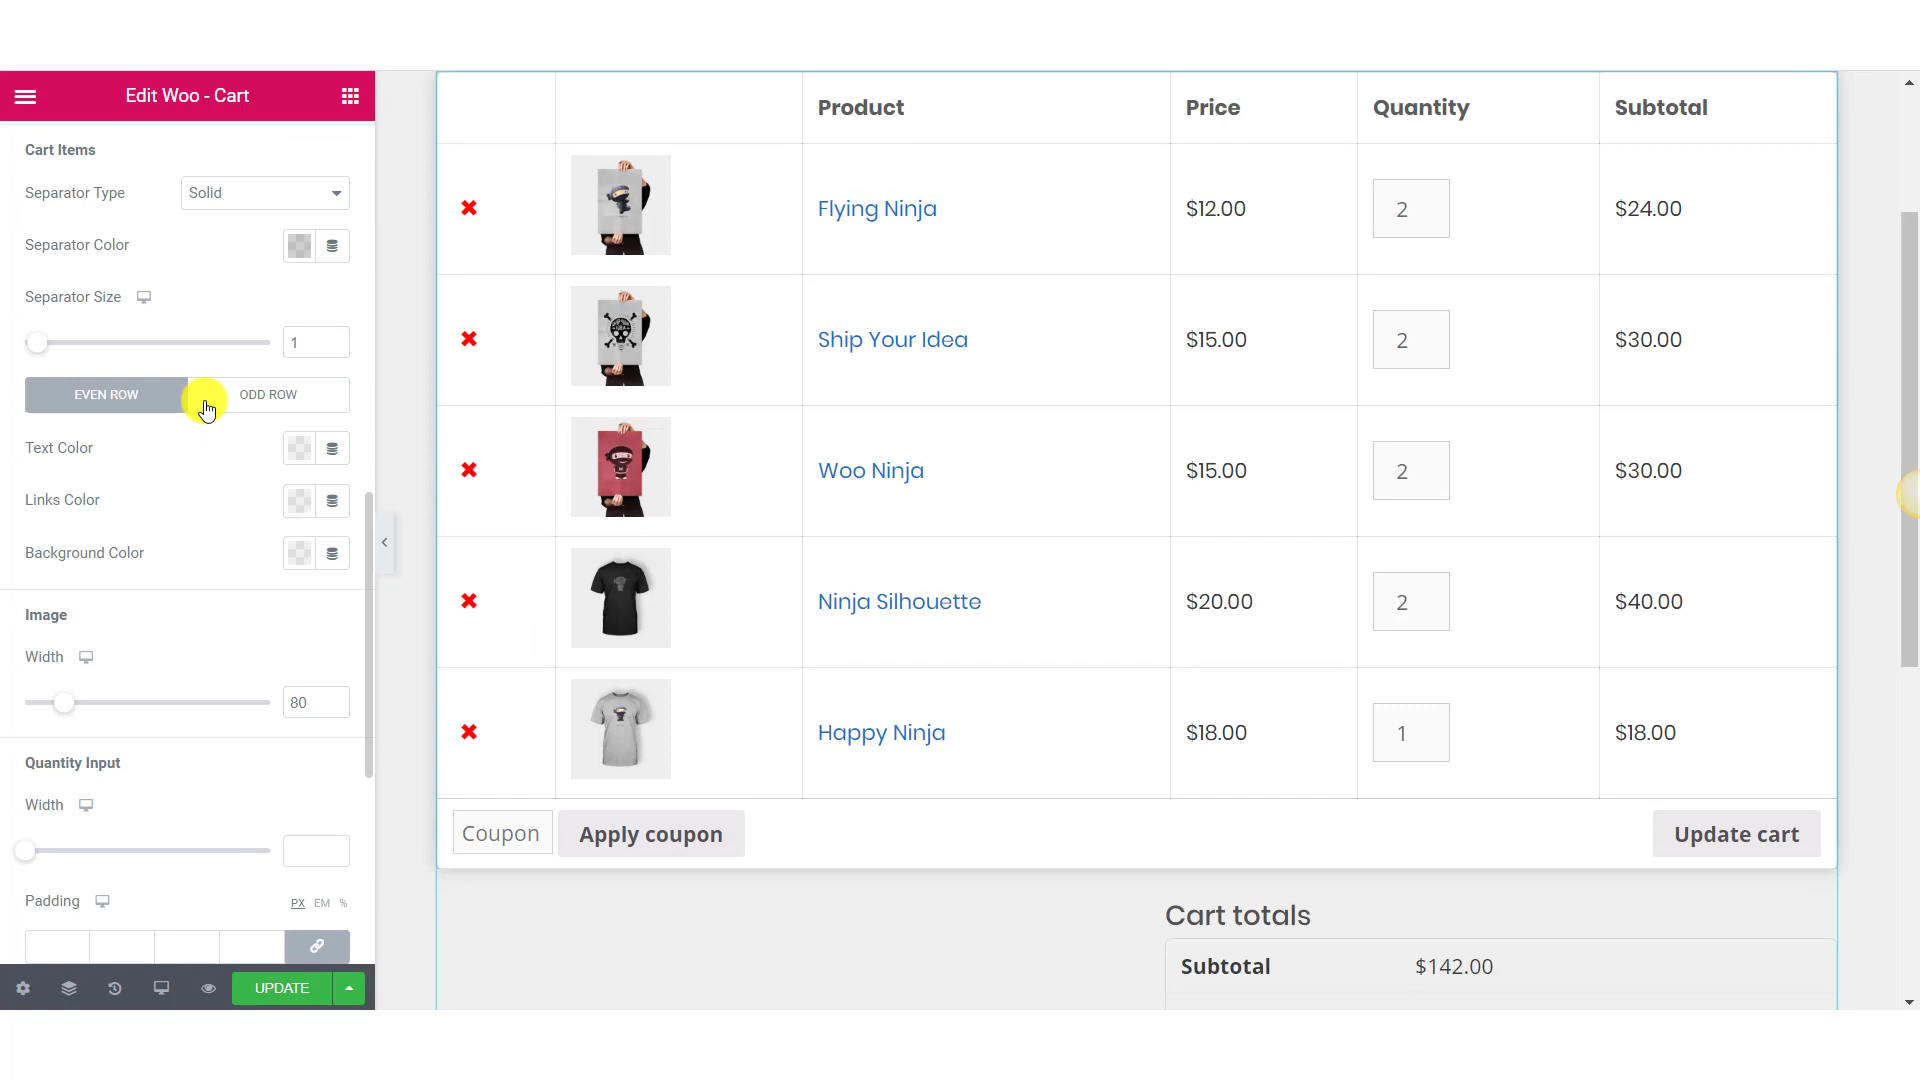 Edit Woo - Cart
Cart Items
Separator Type Solid
Separator Color
Separator Size
1
EVEN ROW ODD ROW
Text Color
Links Color
Background Color
Image
Width
80
Quantity Input
Width
Padding PX EM %
UPDATE
Product Price Quantity Subtotal
Flying Ninja $12.00 2 $24.00
Ship Your Idea $15.00 2 $30.00
Woo Ninja $15.00 2 $30.00
Ninja Silhouette $20.00 2 $40.00
Happy Ninja $18.00 1 $18.00
Coupon Apply coupon Update cart
Cart totals
Subtotal $142.00